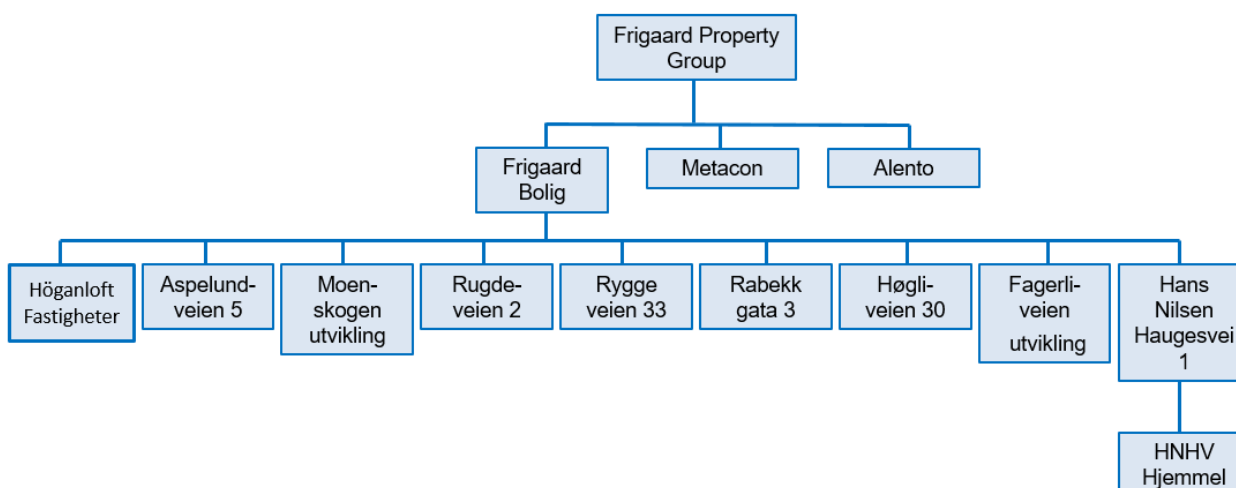 Frigaard Property
Group
Frigaard
Bolig
Metacon
Alento
Höganloft
Fastigheter
Aspelund-
veien 5
Moen-
skogen
utvikling
Rugde-
veien 2
Rygge
veien 33
Rabekk
gata 3
Høgli-
veien 30
Fagerli-
veien
utvikling
Hans
Nilsen
Haugesvei
1
HNHV
Hjemmel